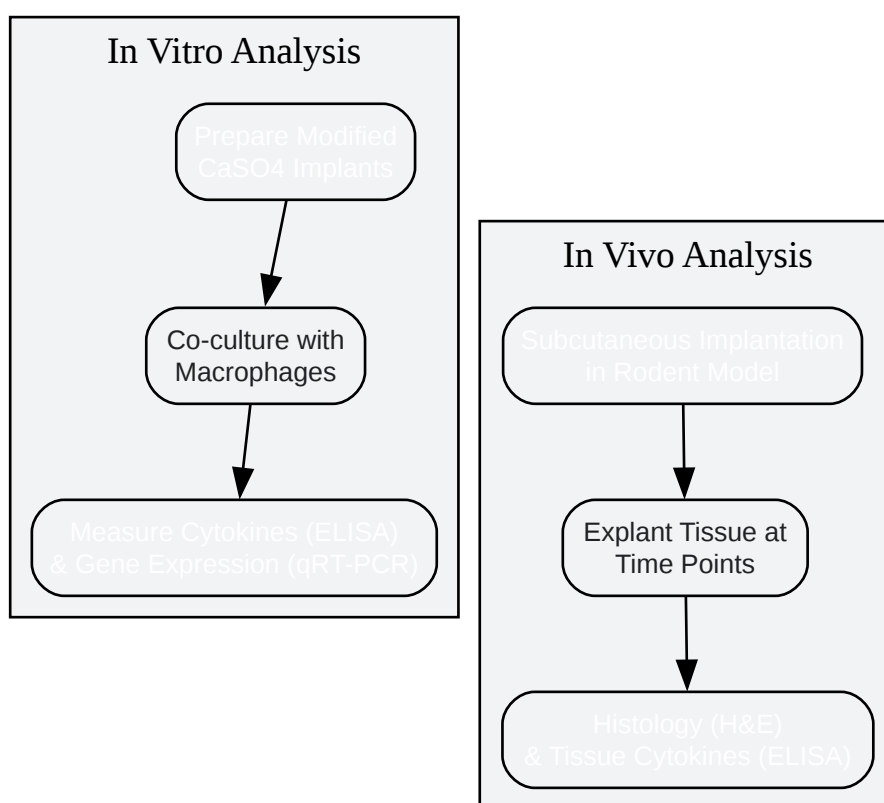 In Vitro Analysis
Prepare Modified
CaSO4 Implants
Co-culture with
Macrophages
Measure Cytokines (ELISA)
& Gene Expression (qRT-PCR)
In Vivo Analysis
Subcutaneous Implantation
in Rodent Model
Explant Tissue at
Time Points
Histology (H&E)
& Tissue Cytokines (ELISA)